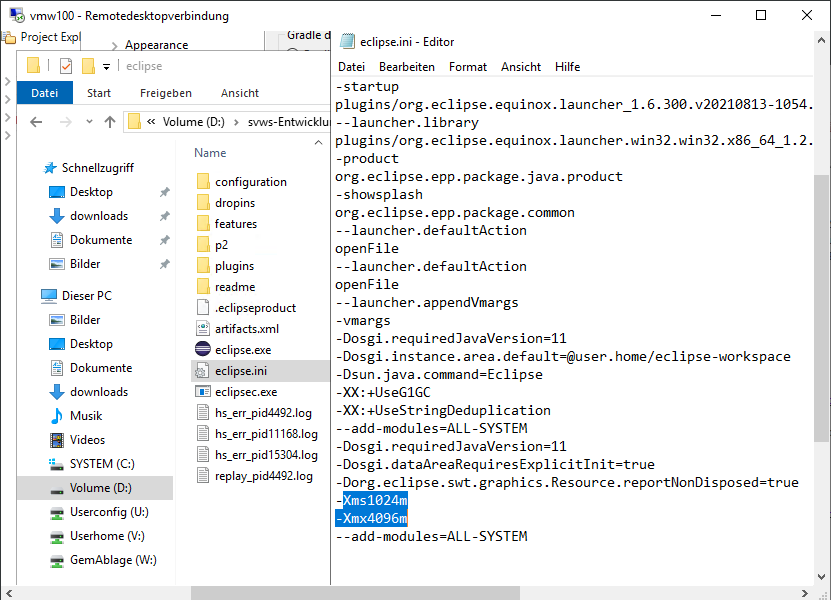 vmw100 - Remotedesktopverbindung
Project Expl
Appearance
Gradle d
eclipse
Datei
Start
Freigeben
Ansicht
« Volume (D:) › svws-Entwicklu
Schnellzugriff
Desktop
downloads
Dokumente
Bilder
Dieser PC
Bilder
Desktop
Dokumente
downloads
Musik
Videos
SYSTEM (C:)
Volume (D:)
Userconfig (U:)
Userhome (V:)
GemAblage (W:)
Name
configuration
dropins
features
p2
plugins
readme
.eclipseproduct
artifacts.xml
eclipse.exe
eclipse.ini
eclipsec.exe
hs_err_pid4492.log
hs_err_pid11168.log
hs_err_pid15304.log
replay_pid4492.log
eclipse.ini - Editor
Datei Bearbeiten Format Ansicht Hilfe
-startup
plugins/org.eclipse.equinox.launcher_1.6.300.v20210813-1054.
--launcher.library
plugins/org.eclipse.equinox.launcher.win32.win32.x86_64_1.2.
-product
org.eclipse.epp.package.java.product
-showsplash
org.eclipse.epp.package.common
--launcher.defaultAction
openFile
--launcher.defaultAction
openFile
--launcher.appendVmargs
-vmargs
-Dosgi.requiredJavaVersion=11
-Dosgi.instance.area.default=@user.home/eclipse-workspace
-Dsun.java.command=Eclipse
-XX:+UseG1GC
-XX:+UseStringDeduplication
--add-modules=ALL-SYSTEM
-Dosgi.requiredJavaVersion=11
-Dosgi.dataAreaRequiresExplicitInit=true
-Dorg.eclipse.swt.graphics.Resource.reportNonDisposed=true
-Xms1024m
-Xmx4096m
--add-modules=ALL-SYSTEM